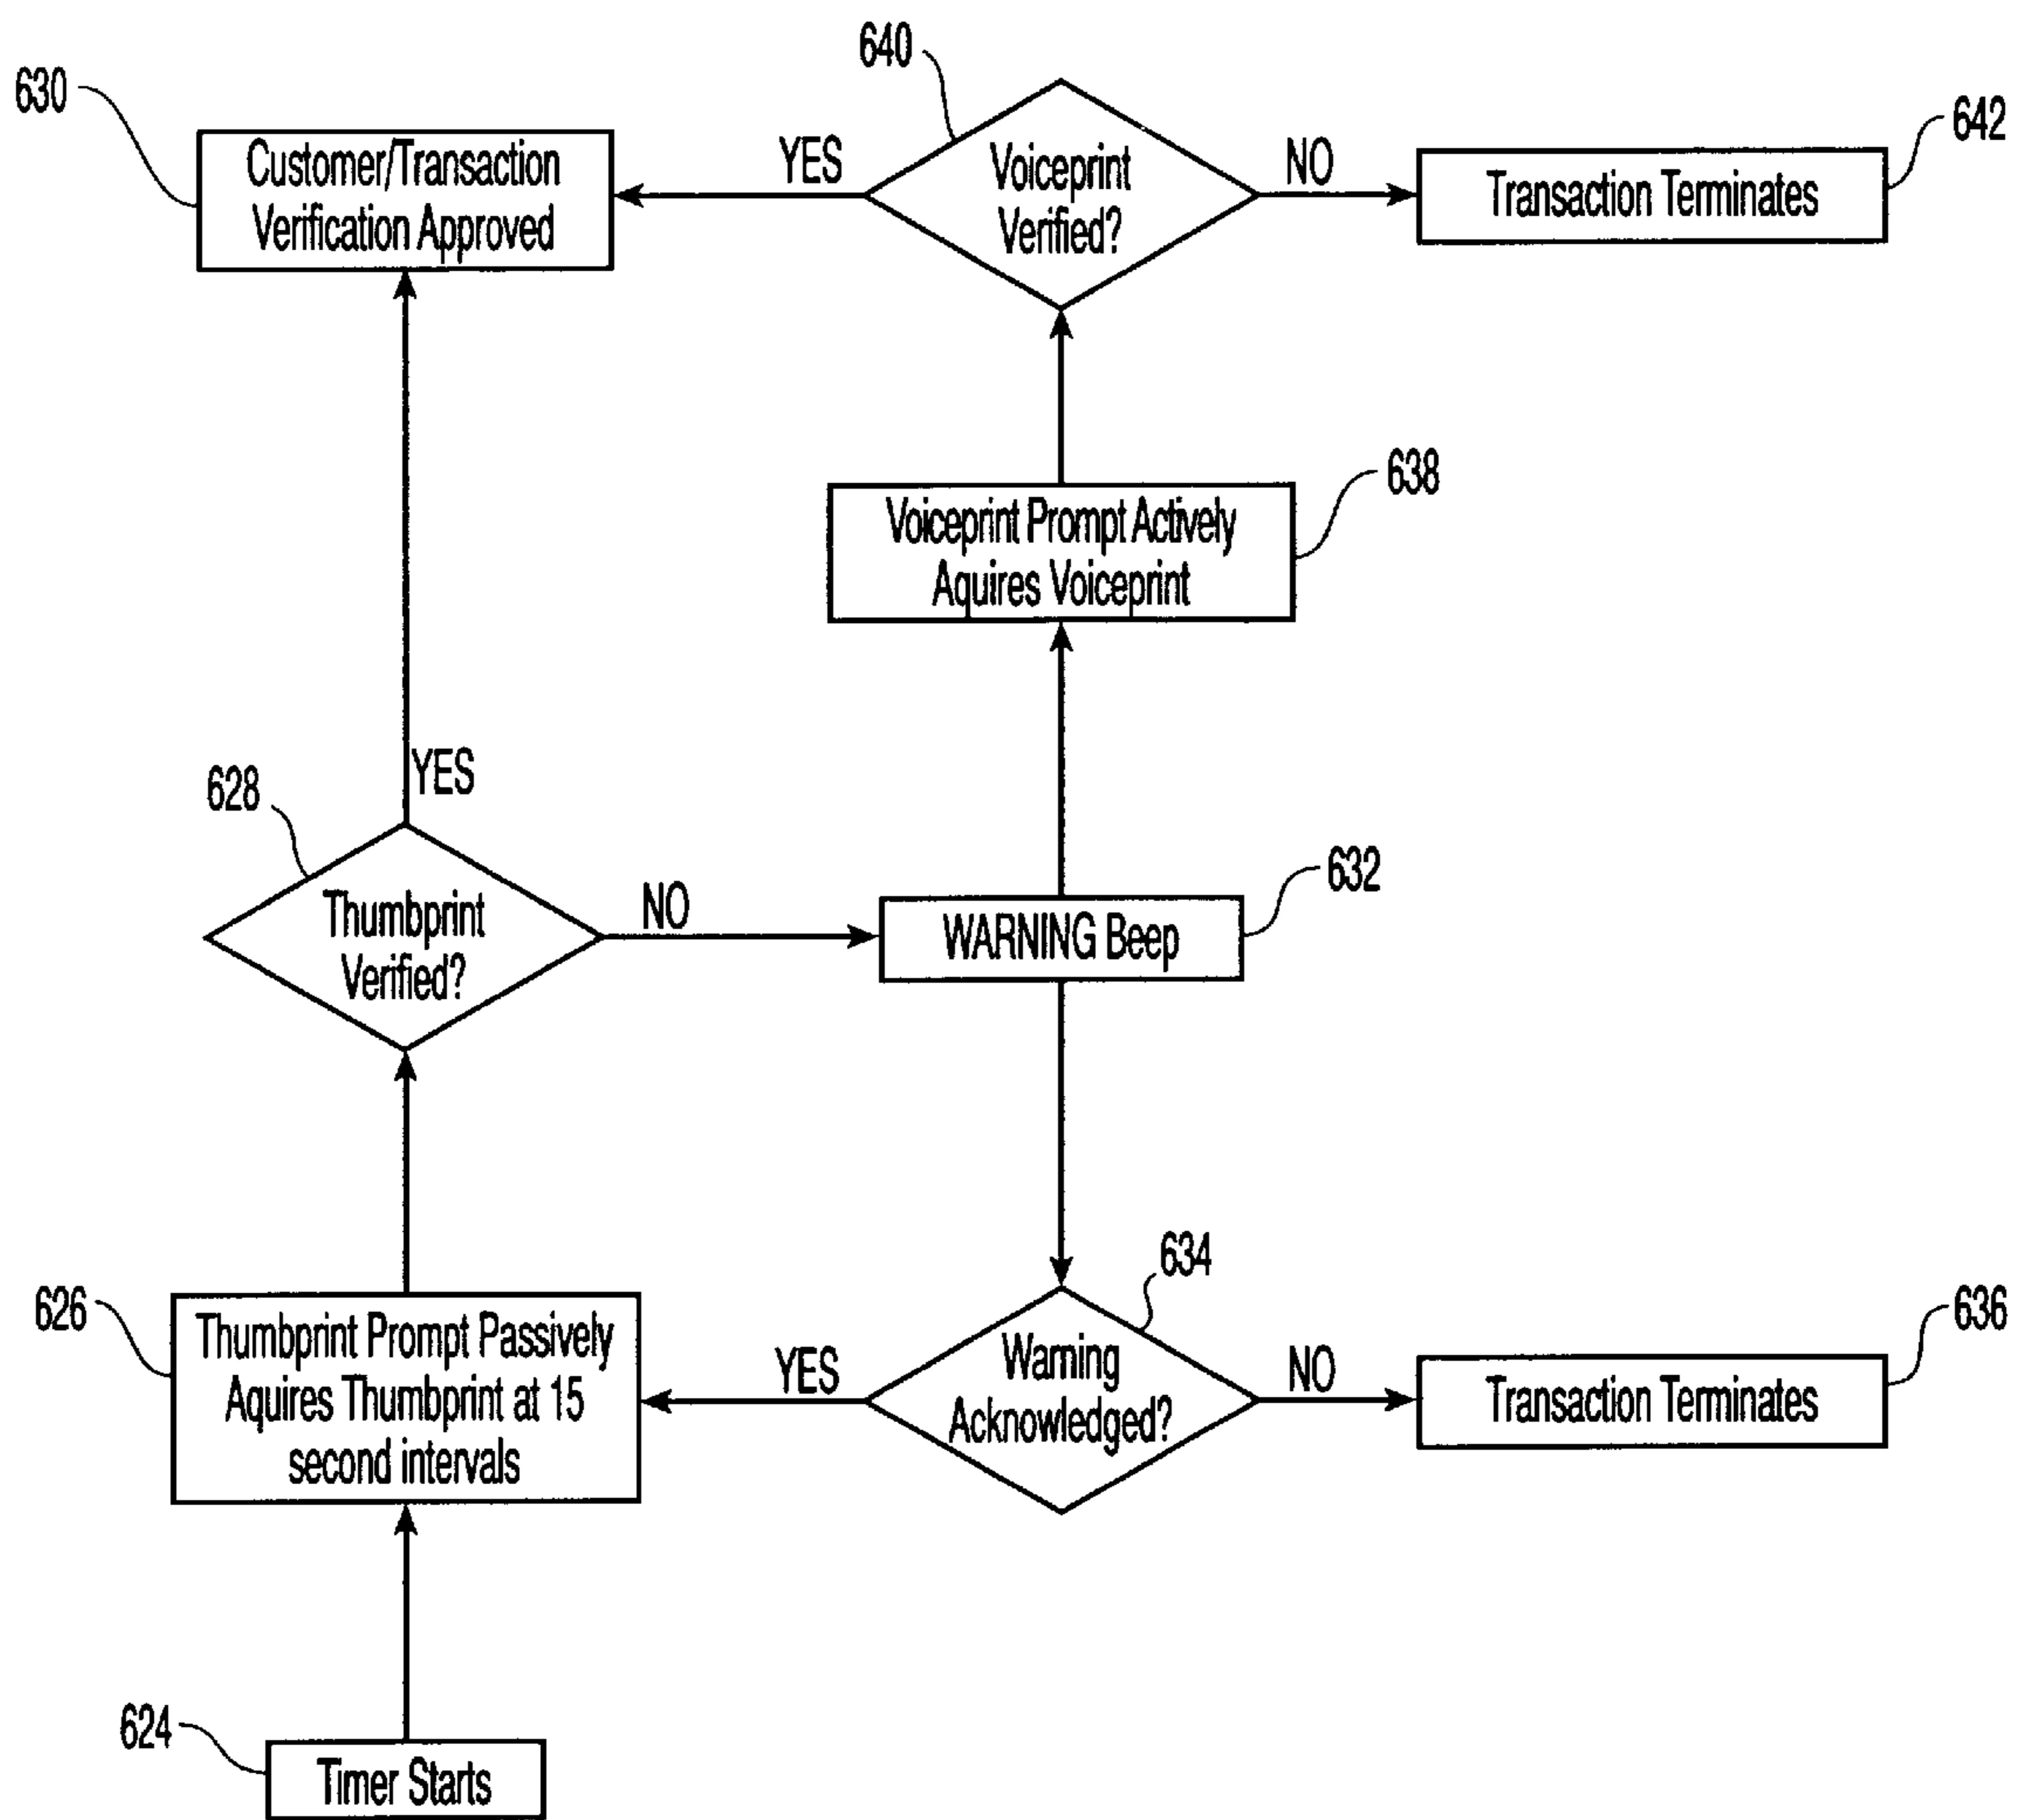 640
630
642
Customer/Transaction
Verification Approved
YES
Voiceprint
Verified?
NO
Transaction Terminates
638
Voiceprint Prompt Actively
Aquires Voiceprint
YES
628
Thumbprint
Verified?
NO
632
WARNING Beep
634
626
636
Thumbprint Prompt Passively
Aquires Thumbprint at 15
second intervals
YES
Warning
Acknowledged?
NO
Transaction Terminates
624
Timer Starts